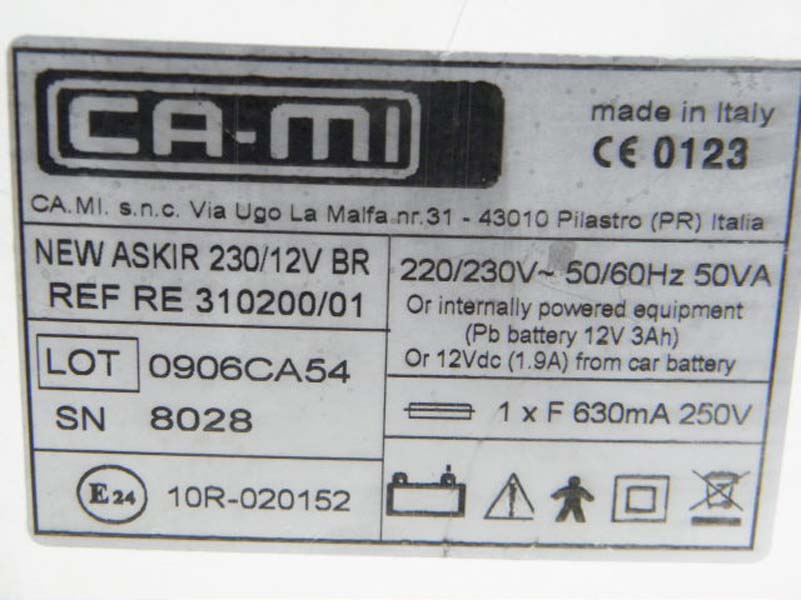 CA-MI
made in Italy
CE 0123
CA.MI. s.n.c. Via Ugo La Malfa nr.31 - 43010 Pilastro (PR) Italia
NEW ASKIR 230/12V BR
REF RE 310200/01
LOT 0906CA54
SN 8028
E24 10R-020152
220/230V~ 50/60Hz 50VA
Or internally powered equipment
(Pb battery 12V 3Ah)
Or 12Vdc (1.9A) from car battery
1 x F 630mA 250V